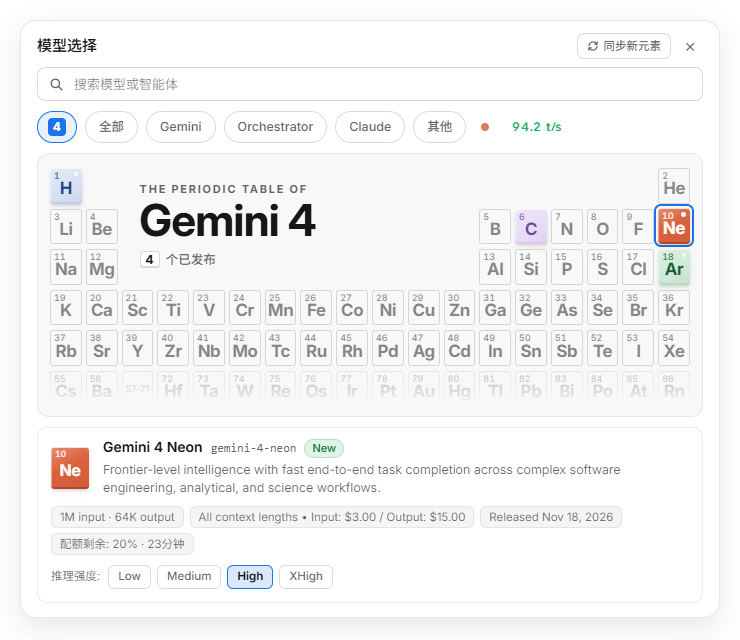 模型选择
同步新元素
搜索模型或智能体
4 全部 Gemini Orchestrator Claude 其他 94.2 t/s
1 H
THE PERIODIC TABLE OF
2 He
Gemini 4
3 Li 4 Be 5 B 6 C 7 N 8 O 9 F 10 Ne
4 个已发布
11 Na 12 Mg 13 Al 14 Si 15 P 16 S 17 Cl 18 Ar
19 K 20 Ca 21 Sc 22 Ti 23 V 24 Cr 25 Mn 26 Fe 27 Co 28 Ni 29 Cu 30 Zn 31 Ga 32 Ge 33 As 34 Se 35 Br 36 Kr
37 Rb 38 Sr 39 Y 40 Zr 41 Nb 42 Mo 43 Tc 44 Ru 45 Rh 46 Pd 47 Ag 48 Cd 49 In 50 Sn 51 Sb 52 Te 53 I 54 Xe
55 Cs 56 Ba 57-71 72 Hf 73 Ta 74 W 75 Re 76 Os 77 Ir 78 Pt 79 Au 80 Hg 81 Tl 82 Pb 83 Bi 84 Po 85 At 86 Rn
10 Ne
Gemini 4 Neon gemini-4-neon New
Frontier-level intelligence with fast end-to-end task completion across complex software
engineering, analytical, and science workflows.
1M input · 64K output All context lengths • Input: $3.00 / Output: $15.00 Released Nov 18, 2026
配额剩余: 20% · 23分钟
推理强度: Low Medium High XHigh